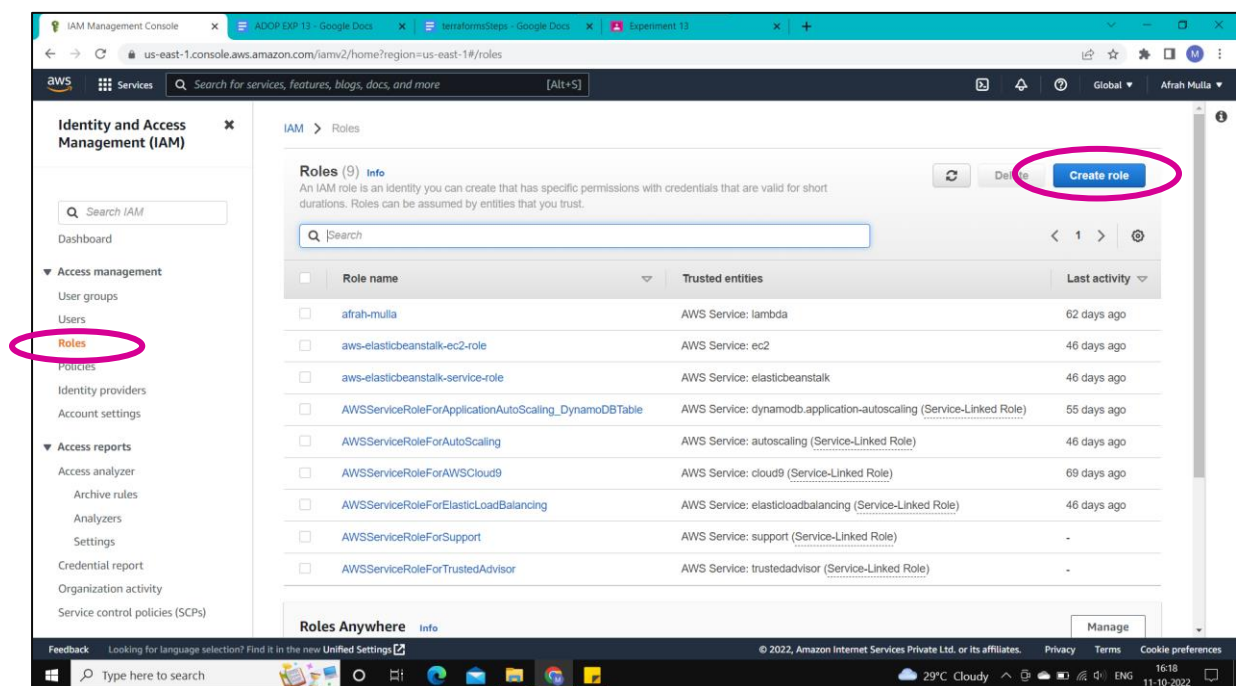 IAM Management Console
ADOP EXP 13 - Google Docs
terraformsSteps - Google Docs
Experiment 13
us-east-1.console.aws.amazon.com/iamv2/home?region=us-east-1#/roles
M
aws
Services
Search for services, features, blogs, docs, and more [Alt+S]
Global
Afrah Mulla
Identity and Access
Management (IAM)
Search IAM
Dashboard
Access management
User groups
Users
Roles
Policies
Identity providers
Account settings
Access reports
Access analyzer
Archive rules
Analyzers
Settings
Credential report
Organization activity
Service control policies (SCPs)
IAM > Roles
Roles (9) Info
An IAM role is an identity you can create that has specific permissions with credentials that are valid for short
durations. Roles can be assumed by entities that you trust.
Delete
Create role
Search
< 1 >
Role name Trusted entities Last activity
afrah-mulla AWS Service: lambda 62 days ago
aws-elasticbeanstalk-ec2-role AWS Service: ec2 46 days ago
aws-elasticbeanstalk-service-role AWS Service: elasticbeanstalk 46 days ago
AWSServiceRoleForApplicationAutoScaling_DynamoDBTable AWS Service: dynamodb.application-autoscaling (Service-Linked Role) 55 days ago
AWSServiceRoleForAutoScaling AWS Service: autoscaling (Service-Linked Role) 46 days ago
AWSServiceRoleForAWSCloud9 AWS Service: cloud9 (Service-Linked Role) 69 days ago
AWSServiceRoleForElasticLoadBalancing AWS Service: elasticloadbalancing (Service-Linked Role) 46 days ago
AWSServiceRoleForSupport AWS Service: support (Service-Linked Role) -
AWSServiceRoleForTrustedAdvisor AWS Service: trustedadvisor (Service-Linked Role) -
Roles Anywhere Info
Manage
Feedback Looking for language selection? Find it in the new Unified Settings
© 2022, Amazon Internet Services Private Ltd. or its affiliates. Privacy Terms Cookie preferences
Type here to search
29°C Cloudy
ENG
16:18
11-10-2022